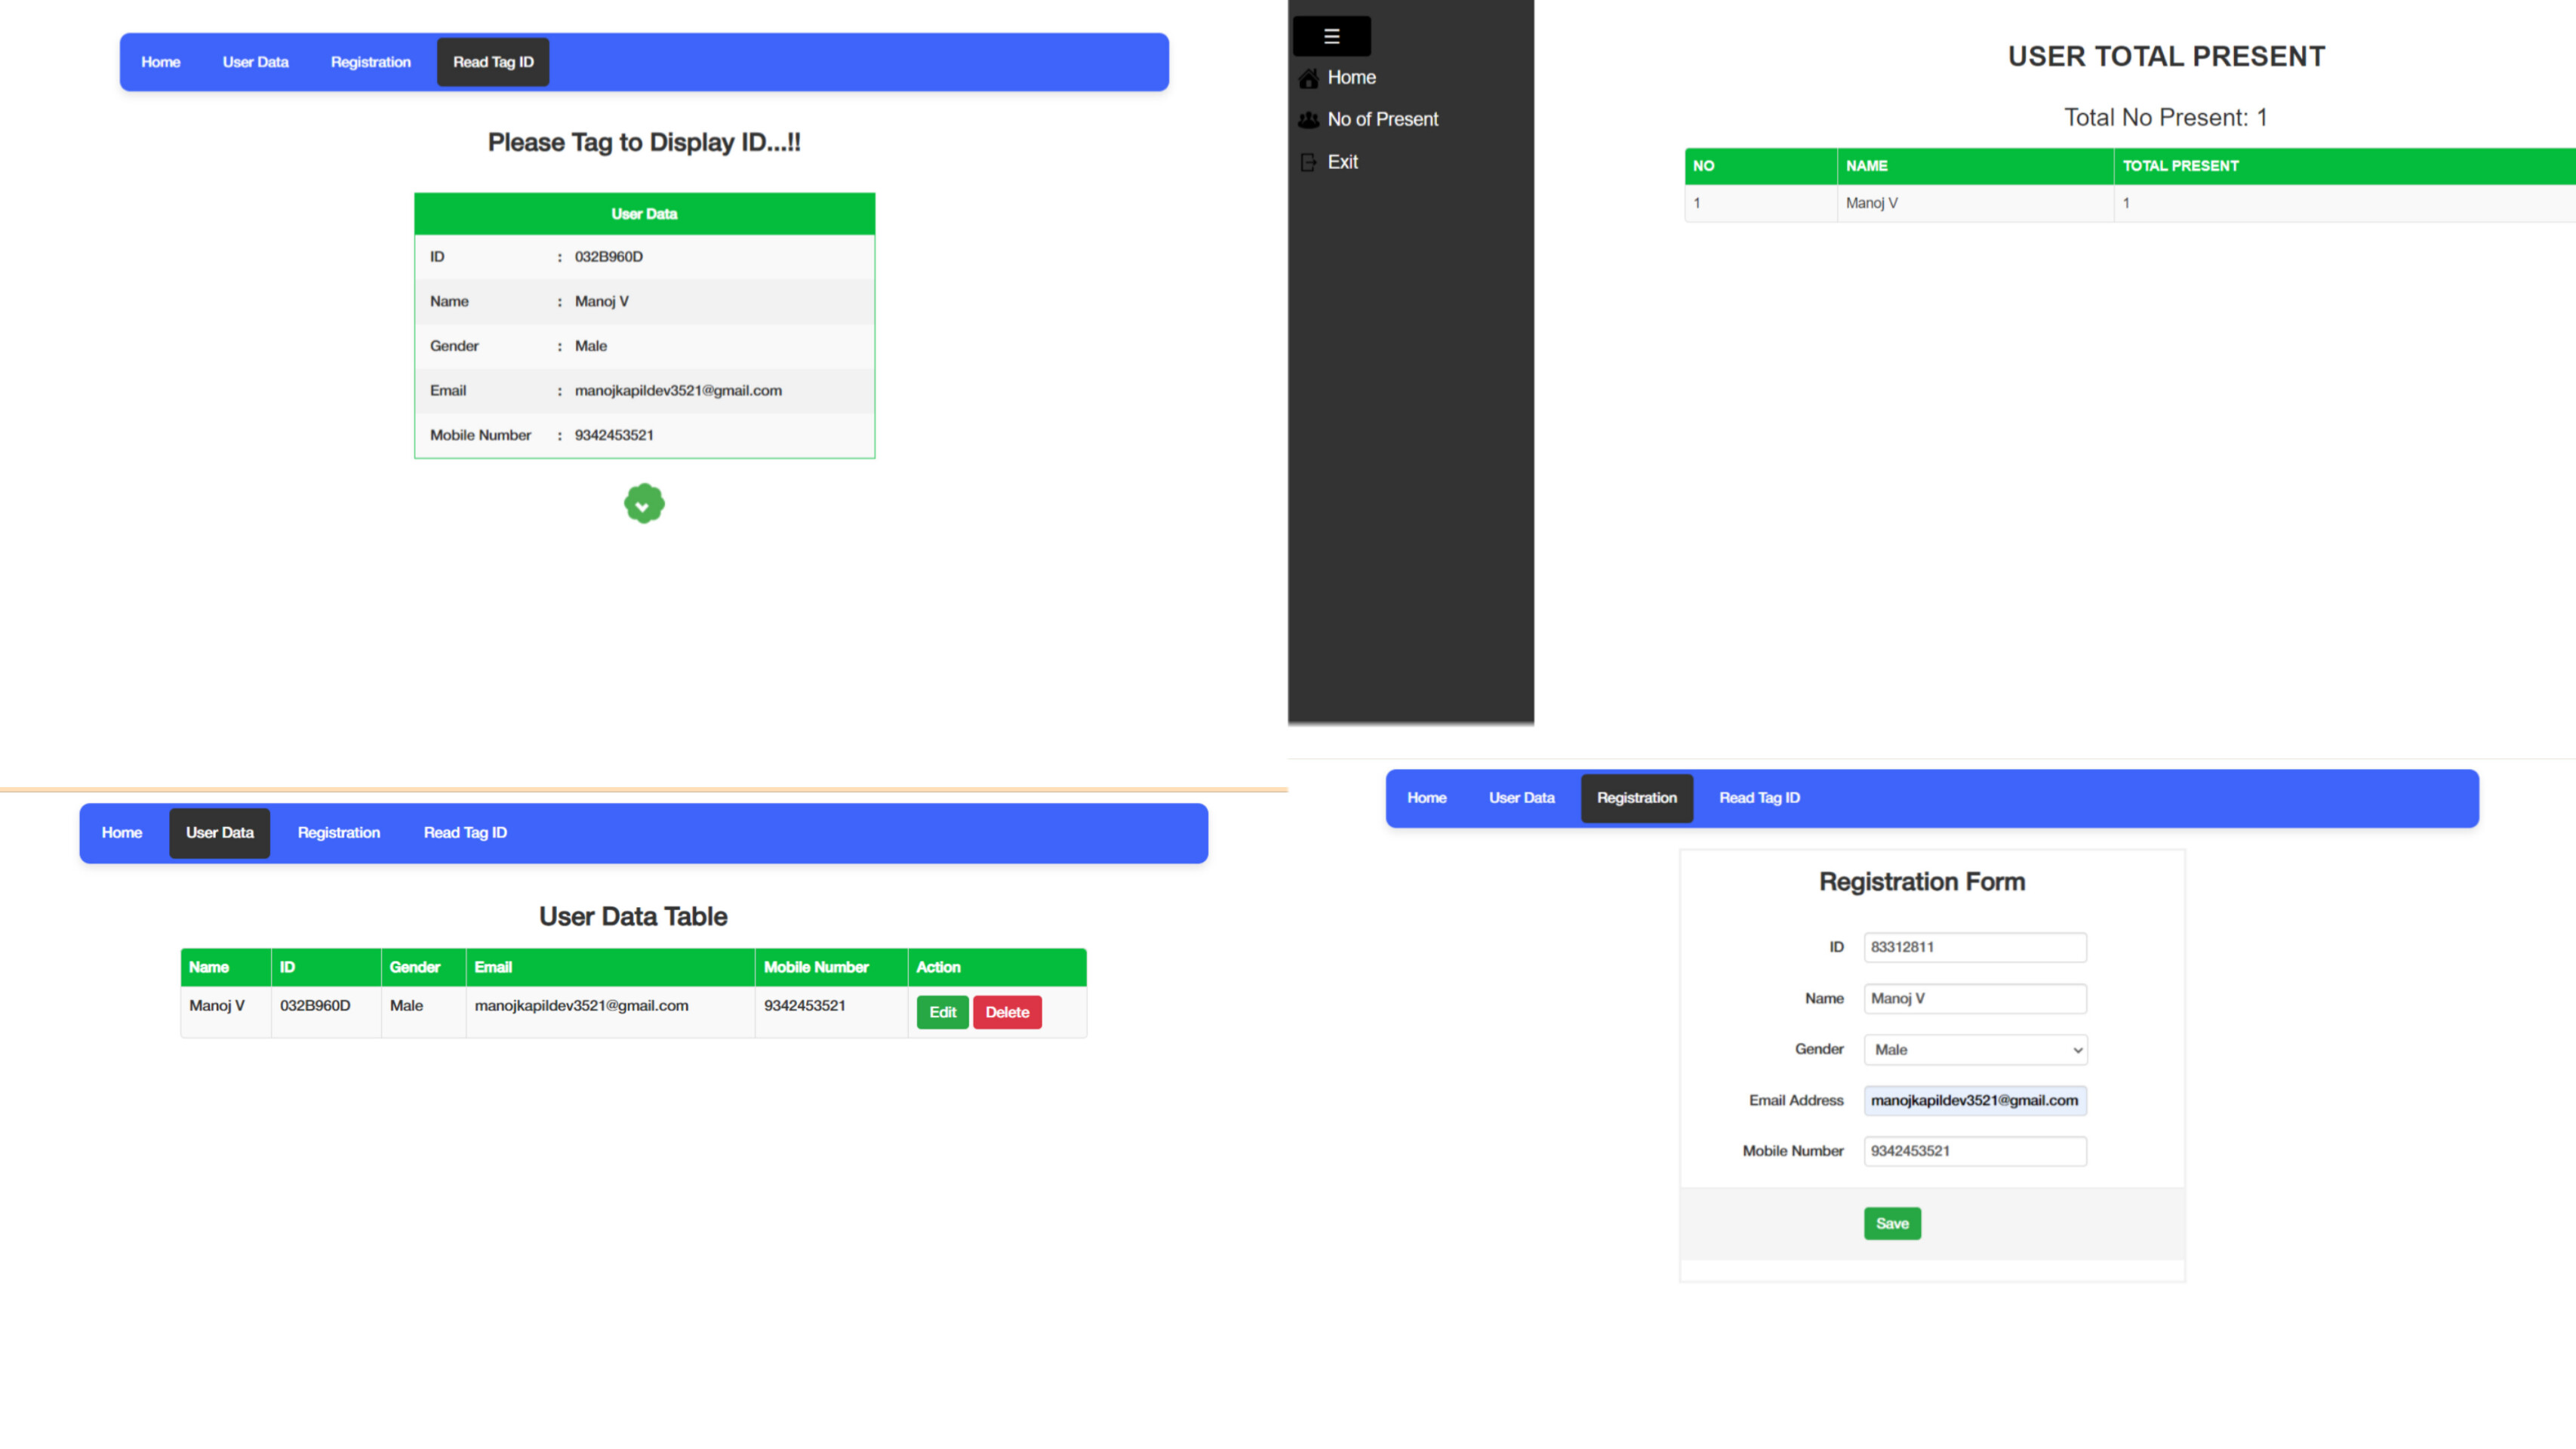 Home User Data Registration Read Tag ID
Please Tag to Display ID...!!
User Data
ID : 032B960D
Name : Manoj V
Gender : Male
Email : manojkapildev3521@gmail.com
Mobile Number : 9342453521
☰
Home
No of Present
Exit
USER TOTAL PRESENT
Total No Present: 1
NO NAME TOTAL PRESENT
1 Manoj V 1
Home User Data Registration Read Tag ID
User Data Table
Name ID Gender Email Mobile Number Action
Manoj V 032B960D Male manojkapildev3521@gmail.com 9342453521 Edit Delete
Home User Data Registration Read Tag ID
Registration Form
ID 83312811
Name Manoj V
Gender Male
Email Address manojkapildev3521@gmail.com
Mobile Number 9342453521
Save